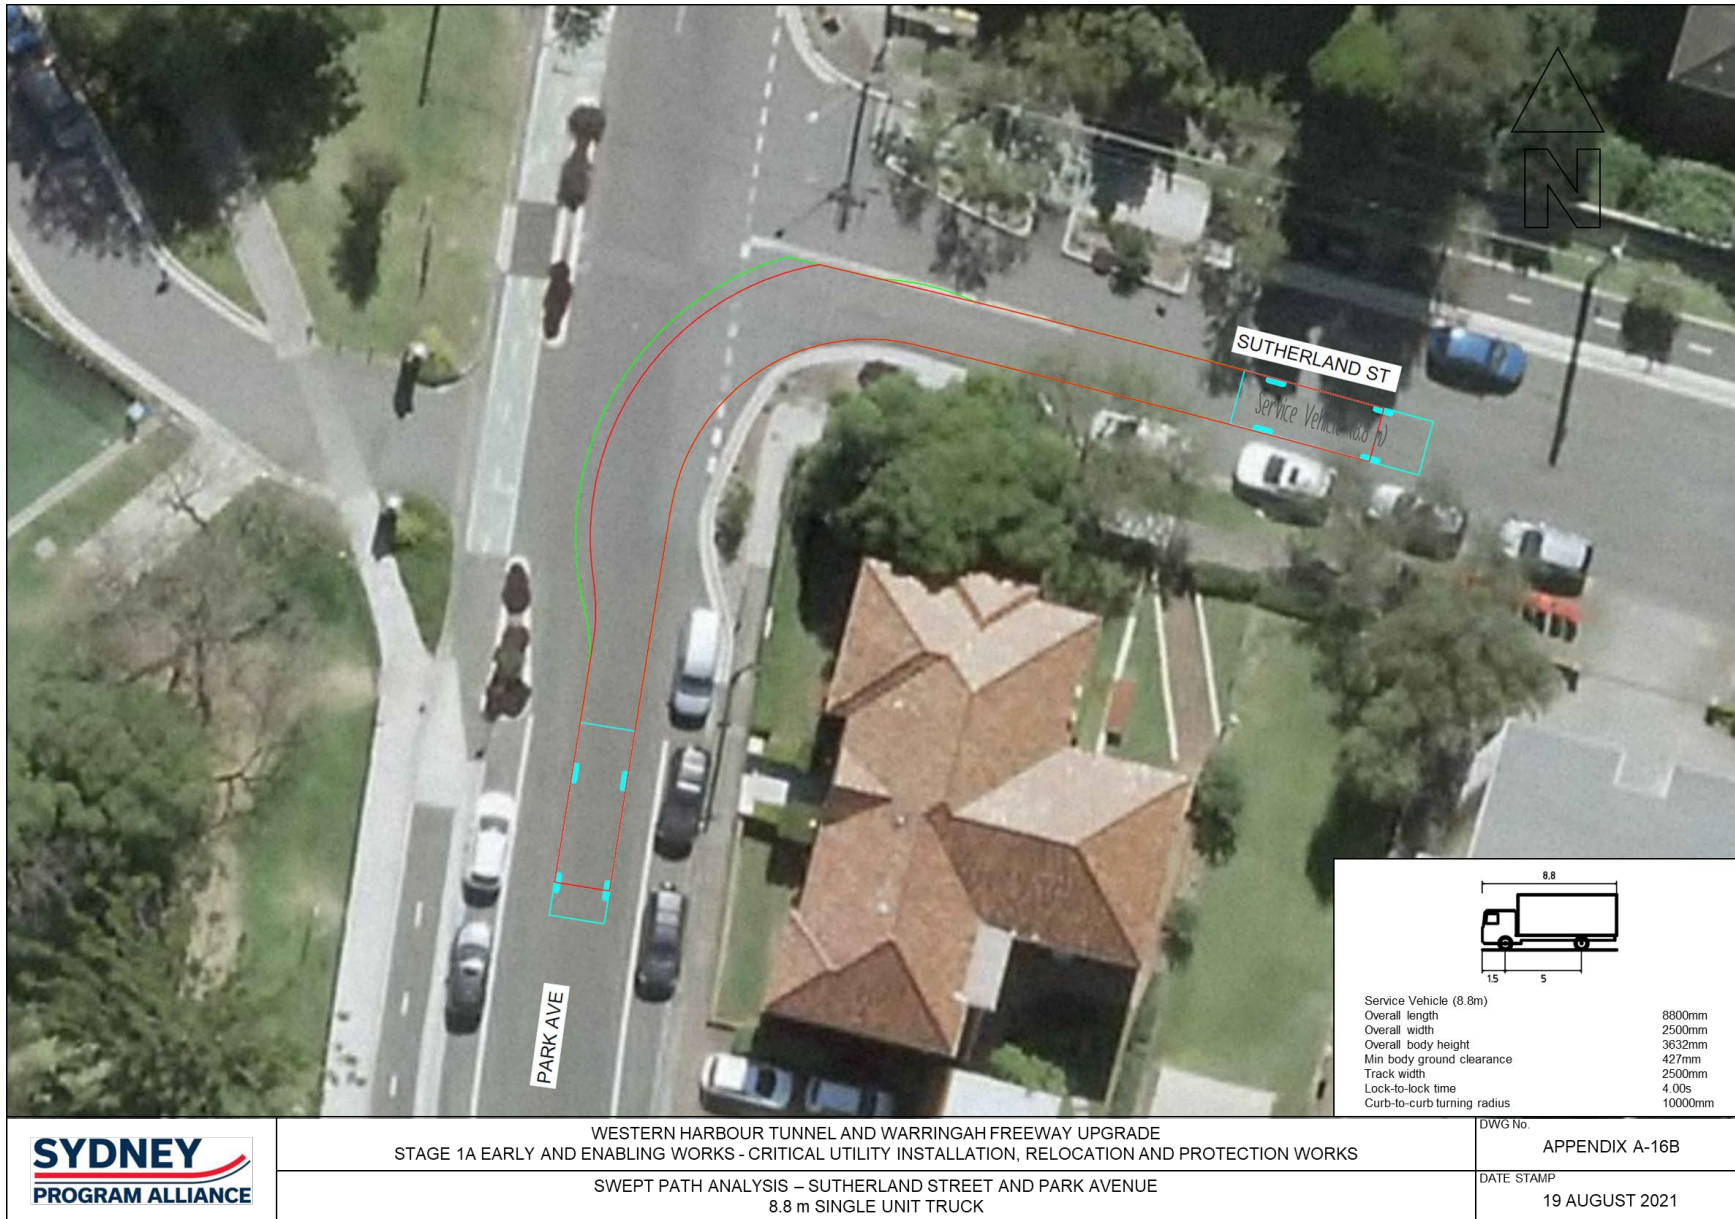 N
SUTHERLAND ST
Service Vehicle (8.8 m)
PARK AVE
8.8
1.5 5
Service Vehicle (8.8m)
Overall length 8800mm
Overall width 2500mm
Overall body height 3632mm
Min body ground clearance 427mm
Track width 2500mm
Lock-to-lock time 4.00s
Curb-to-curb turning radius 10000mm
SYDNEY
PROGRAM ALLIANCE
WESTERN HARBOUR TUNNEL AND WARRINGAH FREEWAY UPGRADE
STAGE 1A EARLY AND ENABLING WORKS - CRITICAL UTILITY INSTALLATION, RELOCATION AND PROTECTION WORKS
SWEPT PATH ANALYSIS – SUTHERLAND STREET AND PARK AVENUE
8.8 m SINGLE UNIT TRUCK
DWG No.
APPENDIX A-16B
DATE STAMP
19 AUGUST 2021